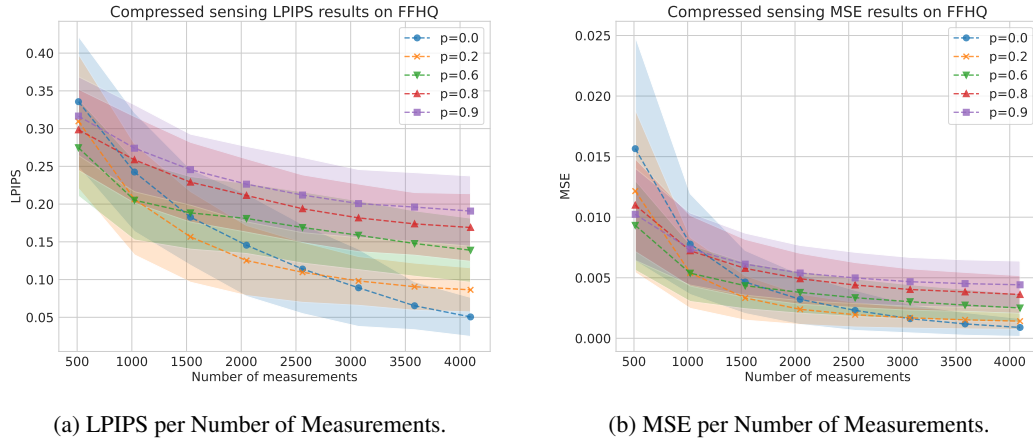 Compressed sensing LPIPS results on FFHQ
LPIPS
0.40
0.35
0.30
0.25
0.20
0.15
0.10
0.05
500 1000 1500 2000 2500 3000 3500 4000
Number of measurements
p=0.0
p=0.2
p=0.6
p=0.8
p=0.9
(a) LPIPS per Number of Measurements.
Compressed sensing MSE results on FFHQ
MSE
0.025
0.020
0.015
0.010
0.005
0.000
500 1000 1500 2000 2500 3000 3500 4000
Number of measurements
p=0.0
p=0.2
p=0.6
p=0.8
p=0.9
(b) MSE per Number of Measurements.